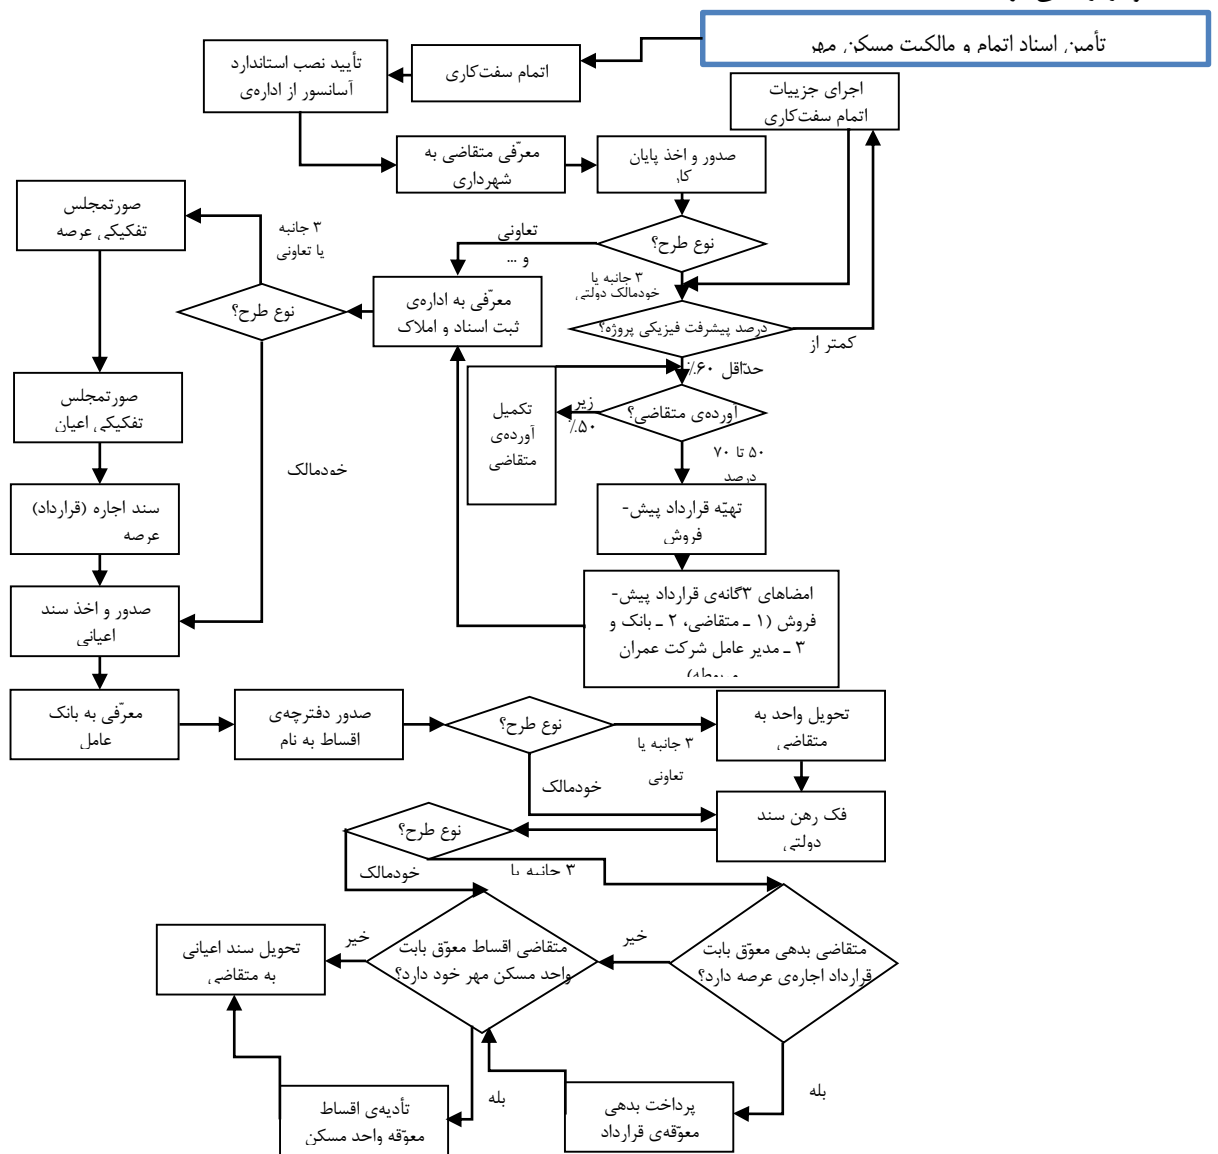 تأمین اسناد اتمام و مالکیت مسکن مهر
اتمام سفت‌کاری
تأیید نصب استاندارد
آسانسور از اداره‌ی
اجرای جزییات
اتمام سفت‌کاری
معرّفی متقاضی به
شهرداری
صدور و اخذ پایان
کار
نوع طرح؟
تعاونی
و ...
۳ جانبه یا
خودمالک دولتی
معرّفی به اداره‌ی
ثبت اسناد و املاک
نوع طرح؟
۳ جانبه
یا تعاونی
خودمالک
صورتمجلس
تفکیکی عرصه
صورتمجلس
تفکیکی اعیان
سند اجاره (قرارداد)
عرصه
صدور و اخذ سند
اعیانی
درصد پیشرفت فیزیکی پروژه؟
کمتر از
حدّاقل ۶۰٪
آورده‌ی متقاضی؟
زیر
۵۰٪
تکمیل
آورده‌ی
متقاضی
۵۰ تا ۷۰
درصد
تهیّه قرارداد پیش-
فروش
امضاهای ۳گانه‌ی قرارداد پیش-
فروش (۱ ـ متقاضی، ۲ ـ بانک و
۳ ـ مدیر عامل شرکت عمران
مربوطه)
معرّفی به بانک
عامل
صدور دفترچه‌ی
اقساط به نام
نوع طرح؟
۳ جانبه یا
تعاونی
خودمالک
تحویل واحد به
متقاضی
فک رهن سند
دولتی
نوع طرح؟
۳ جانبه یا
خودمالک
متقاضی بدهی معوّق بابت
قرارداد اجاره‌ی عرصه دارد؟
خیر
بله
پرداخت بدهی
معوّقه‌ی قرارداد
متقاضی اقساط معوّق بابت
واحد مسکن مهر خود دارد؟
خیر
بله
تأدیه‌ی اقساط
معوّقه واحد مسکن
تحویل سند اعیانی
به متقاضی